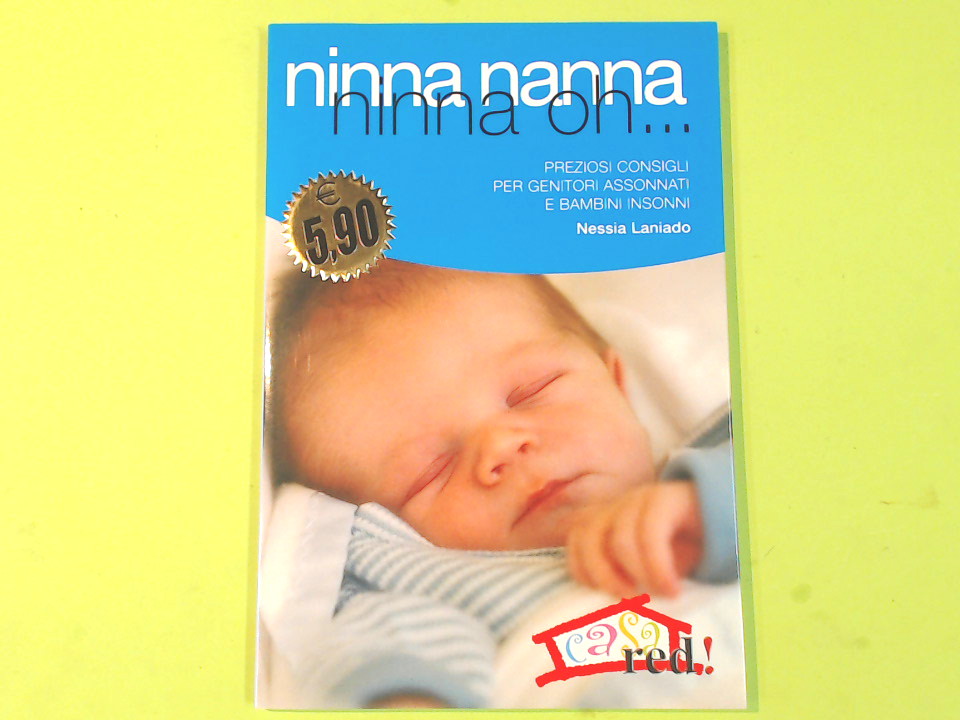 ninna nanna
ninna oh...
PREZIOSI CONSIGLI
PER GENITORI ASSONNATI
E BAMBINI INSONNI
Nessia Laniado
€
5,90
casa
red!